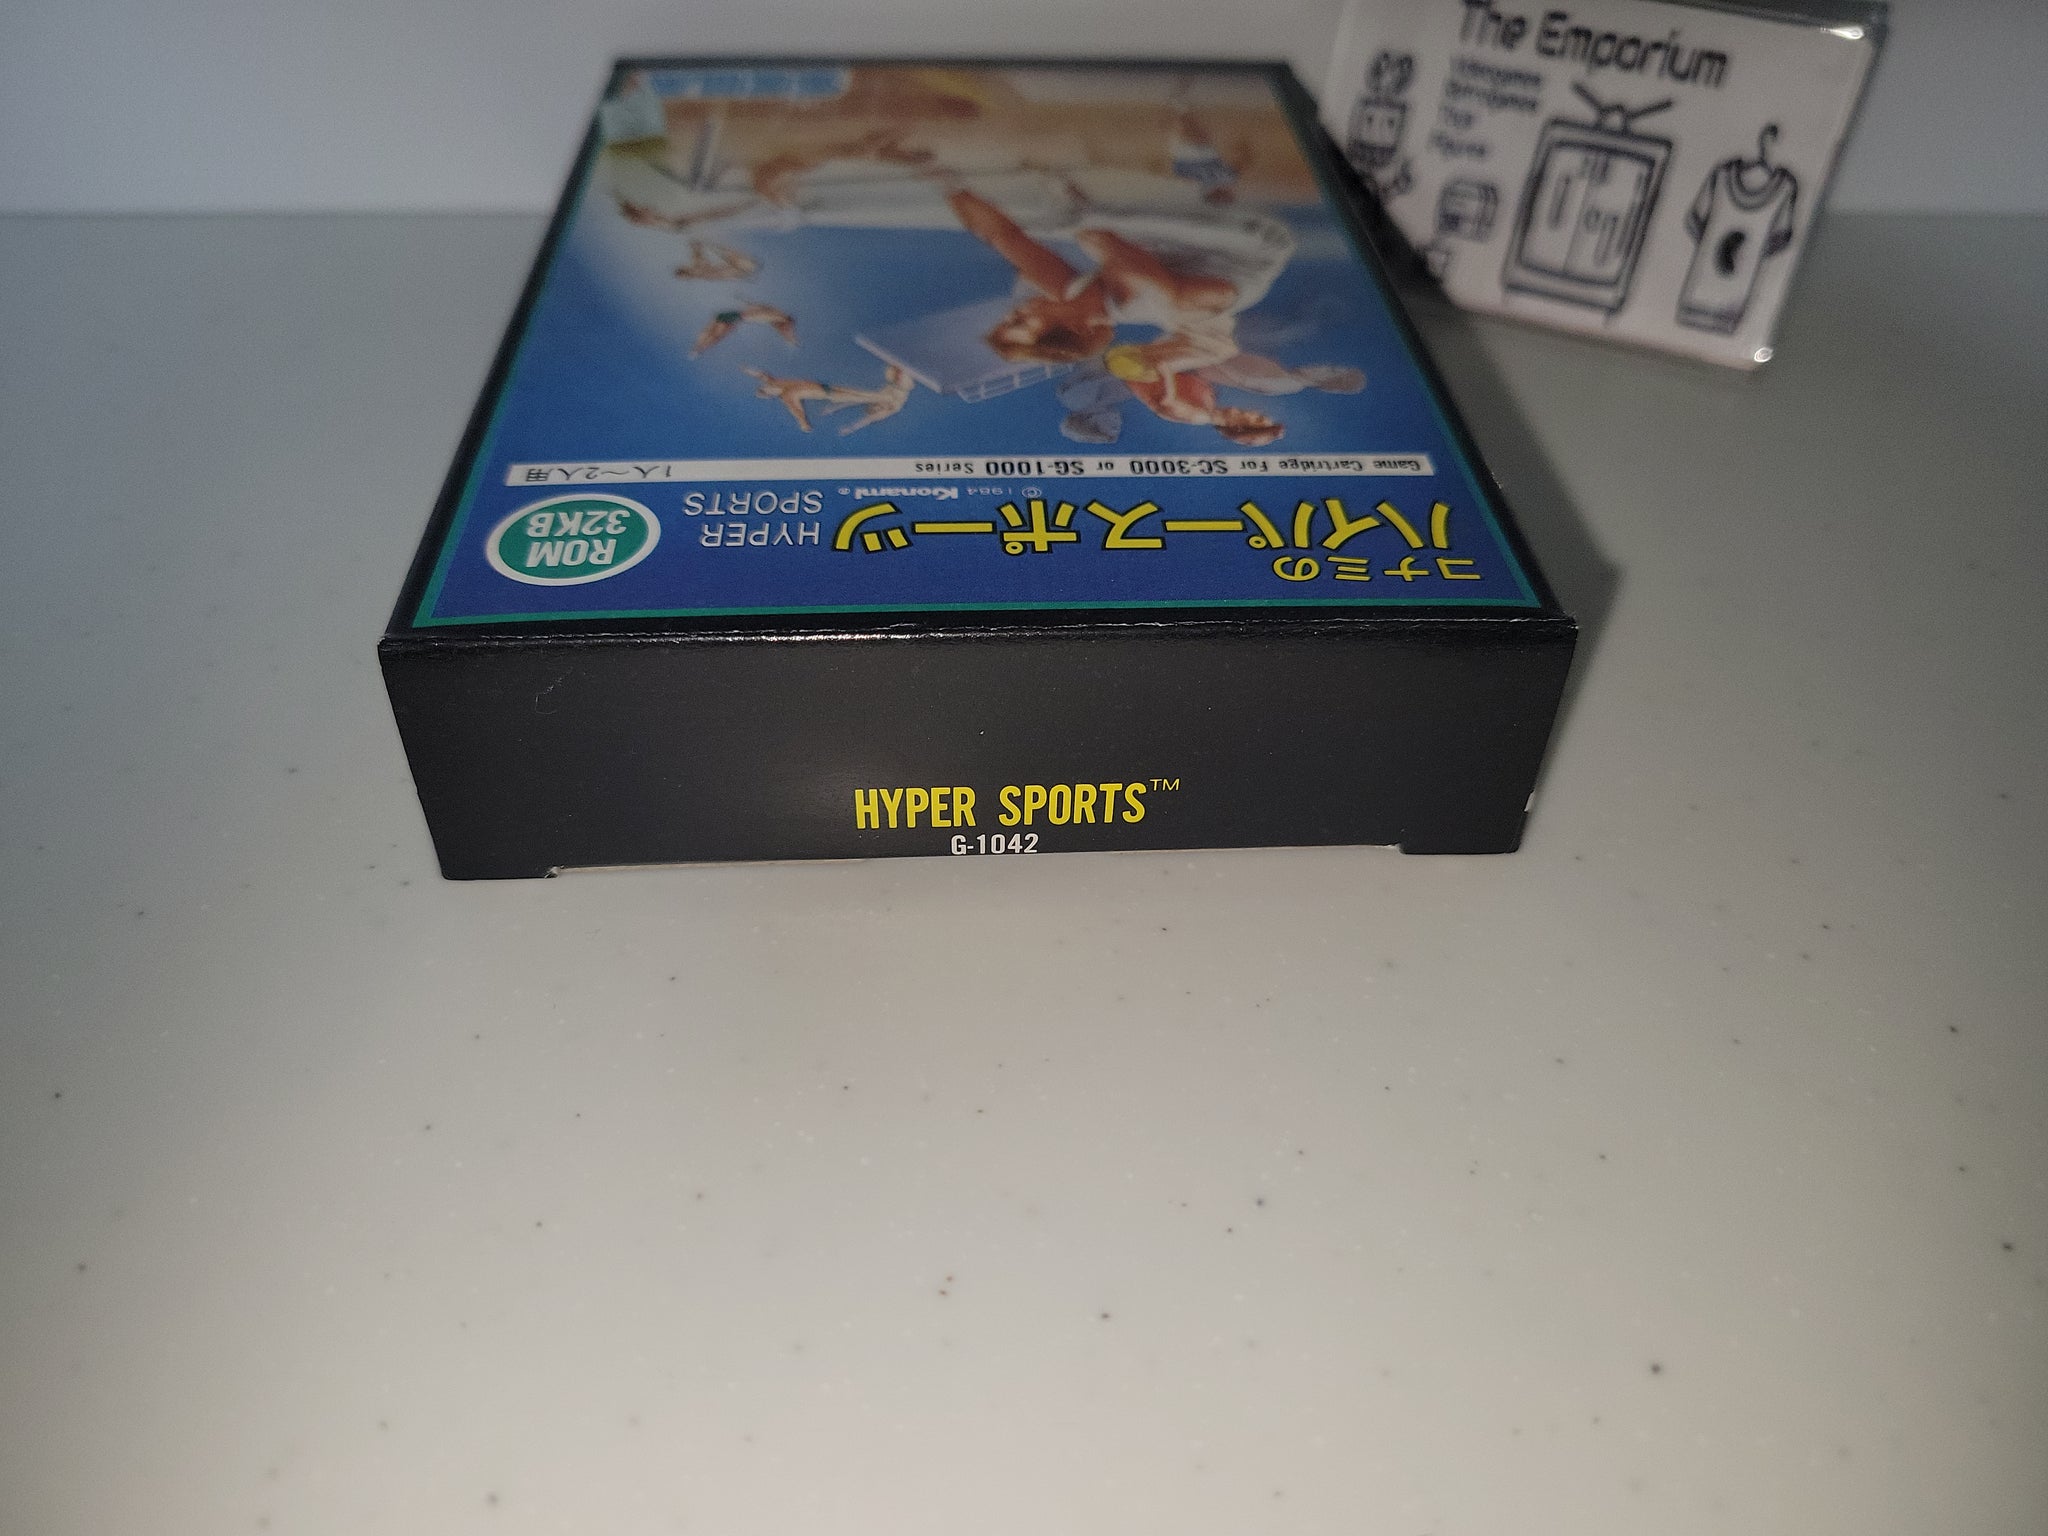 The Emporium
Game Cartridge For SC-3000 or SG-1000 Series
1人～2人用
© 1984 Konami®
コナミの
ハイパースポーツ
HYPER
SPORTS
ROM
32KB
HYPER SPORTS™
G-1042